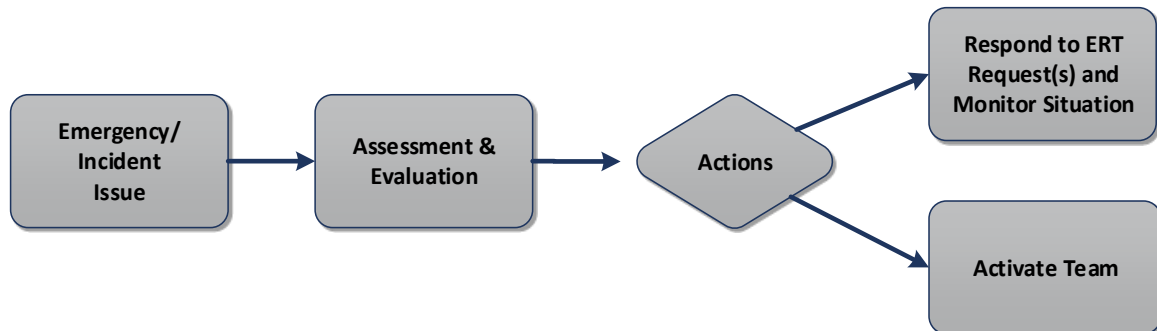 Emergency/
Incident
Issue
Assessment &
Evaluation
Actions
Respond to ERT
Request(s) and
Monitor Situation
Activate Team